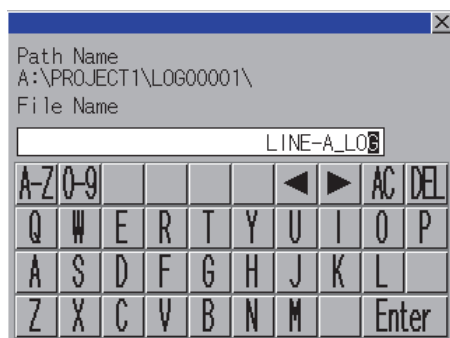 Path Name
A:\PROJECT1\LOG00001\
File Name
LINE-A_LOG
A-Z 0-9 ◀ ▶ AC DEL
Q W E R T Y U I O P
A S D F G H J K L
Z X C V B N M Enter